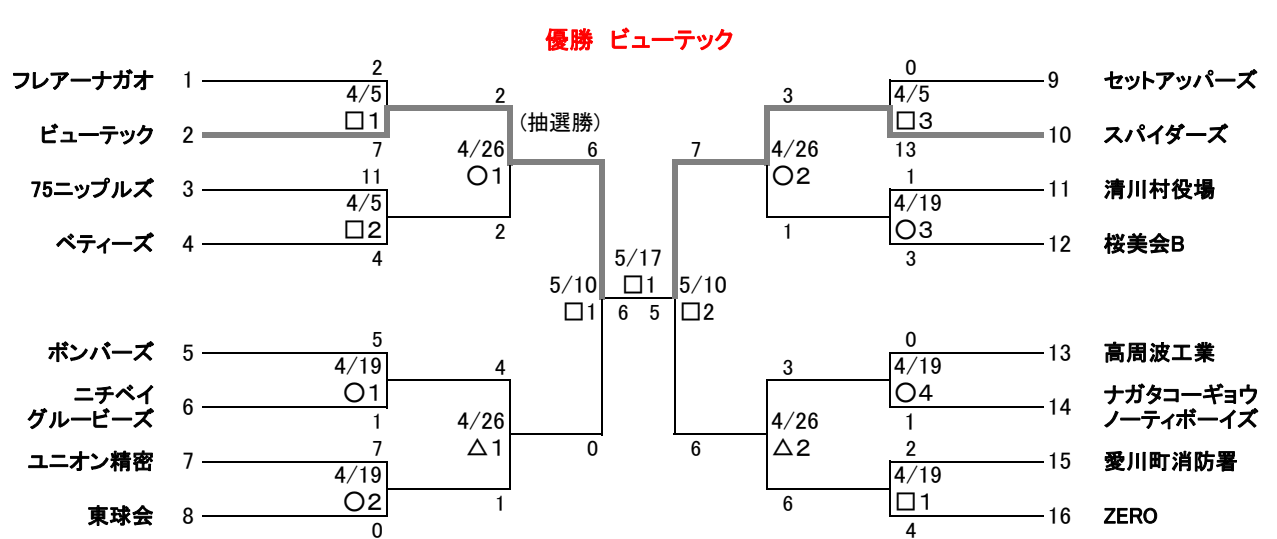 優勝 ビューテック
フレアーナガオ 1 2
4/5
□1
ビューテック 2 7
2
(抽選勝)
4/26
○1
75ニップルズ 3 11
4/5
□2
ベティーズ 4 4
2
6
5/10
□1
ボンバーズ 5 5
4/19
○1
ニチベイ
グルービーズ 6 1
4
4/26
△1
ユニオン精密 7 7
4/19
○2
東球会 8 0
1
0
5/17
□1
6 5
0 9 セットアッパーズ
4/5
□3
13 10 スパイダーズ
3
4/26
○2
1 11 清川村役場
4/19
○3
3 12 桜美会B
1
7
5/10
□2
0 13 高周波工業
4/19
○4
1 14 ナガタコーギョウ
ノーティボーイズ
3
4/26
△2
2 15 愛川町消防署
4/19
□1
4 16 ZERO
6
6